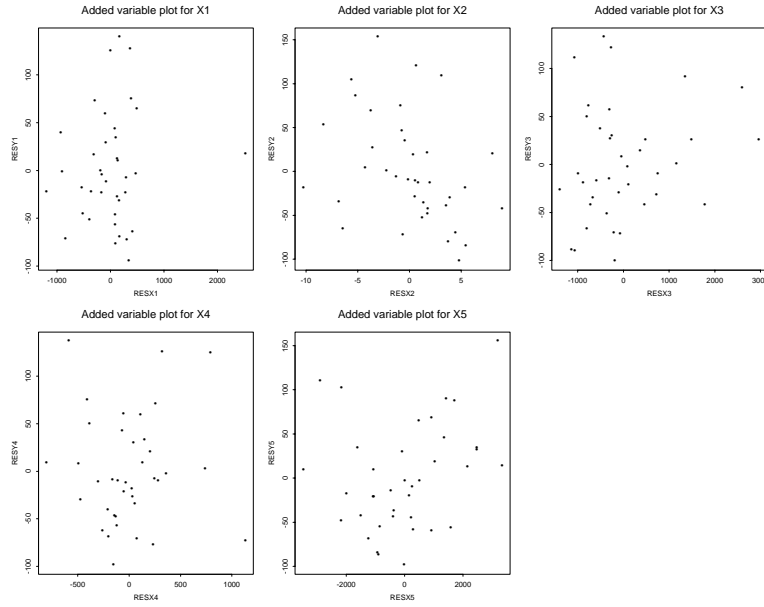 Added variable plot for X1
RESY1
-100 -50 0 50 100
-1000 0 1000 2000
RESX1
Added variable plot for X2
RESY2
-100 -50 0 50 100 150
-10 -5 0 5
RESX2
Added variable plot for X3
RESY3
-100 -50 0 50 100
-1000 0 1000 2000 3000
RESX3
Added variable plot for X4
RESY4
-100 -50 0 50 100
-500 0 500 1000
RESX4
Added variable plot for X5
RESY5
-100 -50 0 50 100 150
-2000 0 2000
RESX5